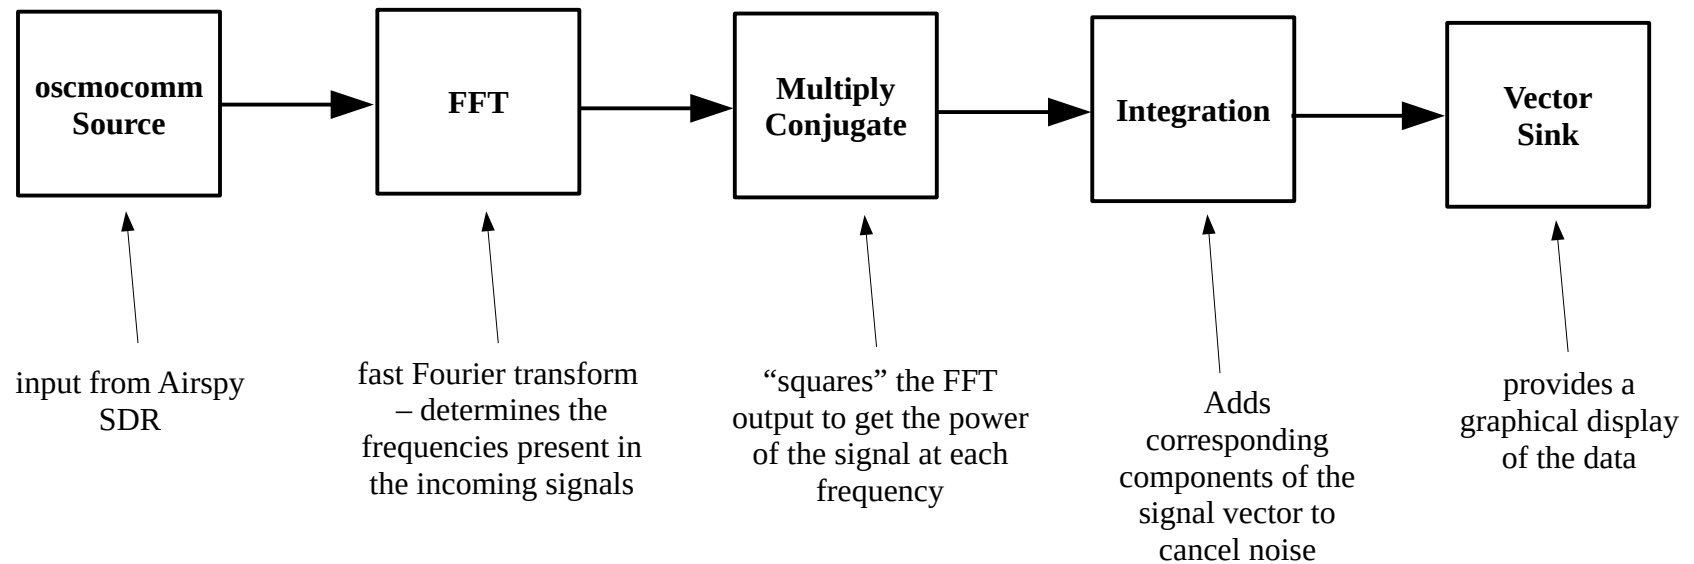 oscmocomm
Source
FFT
Multiply
Conjugate
Integration
Vector
Sink
input from Airspy
SDR
fast Fourier transform
– determines the
frequencies present in
the incoming signals
“squares” the FFT
output to get the power
of the signal at each
frequency
Adds
corresponding
components of the
signal vector to
cancel noise
provides a
graphical display
of the data